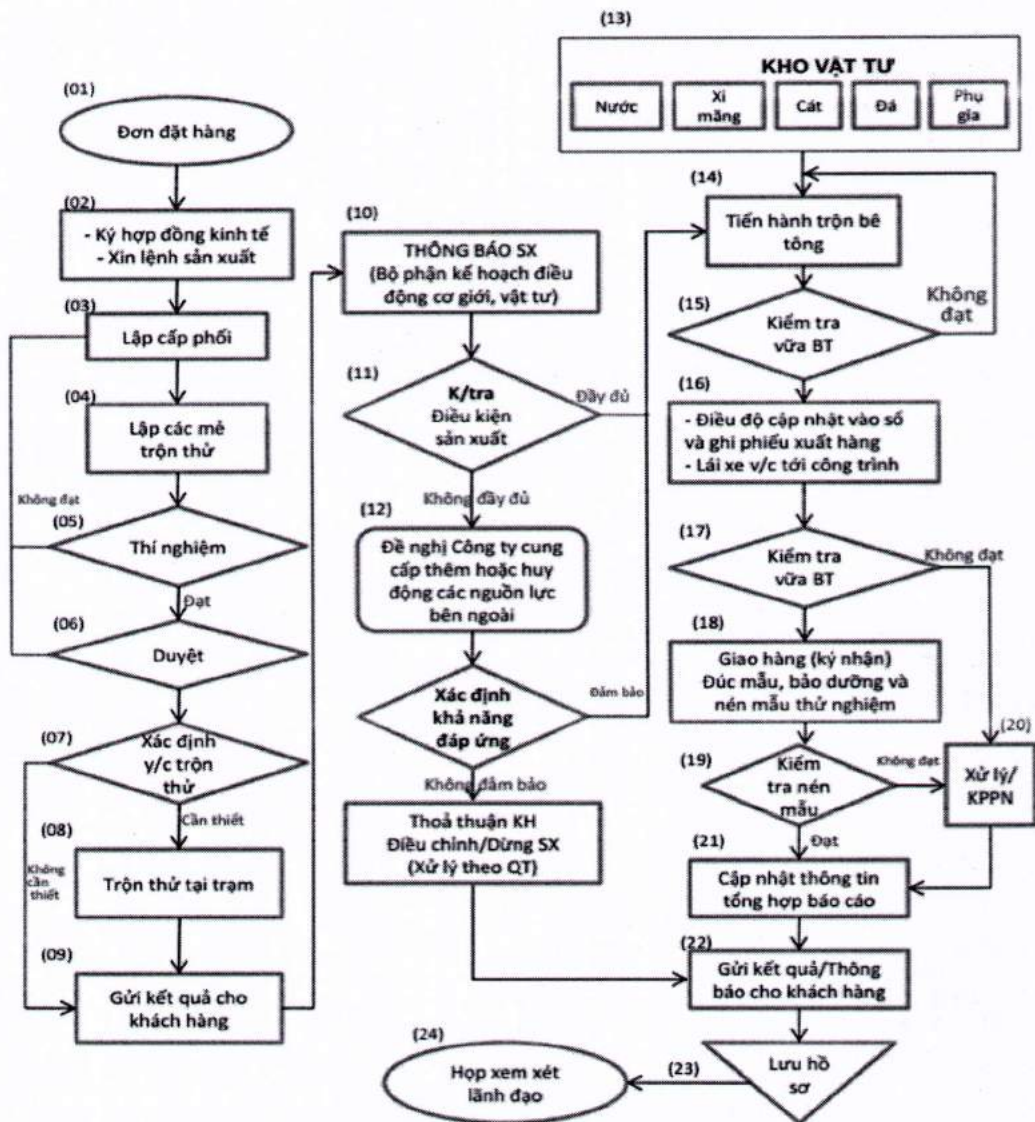 (01)
Đơn đặt hàng
(02)
- Ký hợp đồng kinh tế
- Xin lệnh sản xuất
(03)
Lập cấp phối
(04)
Lập các mẻ
trộn thử
Không đạt
(05)
Thí nghiệm
Đạt
(06)
Duyệt
(07)
Xác định
y/c trộn
thử
Cần thiết
(08)
Không
cần
thiết
Trộn thử tại trạm
(09)
Gửi kết quả cho
khách hàng
(10)
THÔNG BÁO SX
(Bộ phận kế hoạch điều
động cơ giới, vật tư)
(11)
K/tra
Điều kiện
sản xuất
Đầy đủ
Không đầy đủ
(12)
Đề nghị Công ty cung
cấp thêm hoặc huy
động các nguồn lực
bên ngoài
Xác định
khả năng
đáp ứng
Đảm bảo
Không đảm bảo
Thoả thuận KH
Điều chỉnh/Dừng SX
(Xử lý theo QT)
(13)
KHO VẬT TƯ
Nước
Xi
măng
Cát
Đá
Phụ
gia
(14)
Tiến hành trộn bê
tông
(15)
Kiểm tra
vữa BT
Không
đạt
(16)
- Điều độ cập nhật vào sổ
và ghi phiếu xuất hàng
- Lái xe v/c tới công trình
(17)
Kiểm tra
vữa BT
Không đạt
(18)
Giao hàng (ký nhận)
Đúc mẫu, bảo dưỡng và
nén mẫu thử nghiệm
(19)
Kiểm
tra nén
mẫu
Không đạt
(20)
Xử lý/
KPPN
Đạt
(21)
Cập nhật thông tin
tổng hợp báo cáo
(22)
Gửi kết quả/Thông
báo cho khách hàng
(23)
Lưu hồ
sơ
(24)
Họp xem xét
lãnh đạo